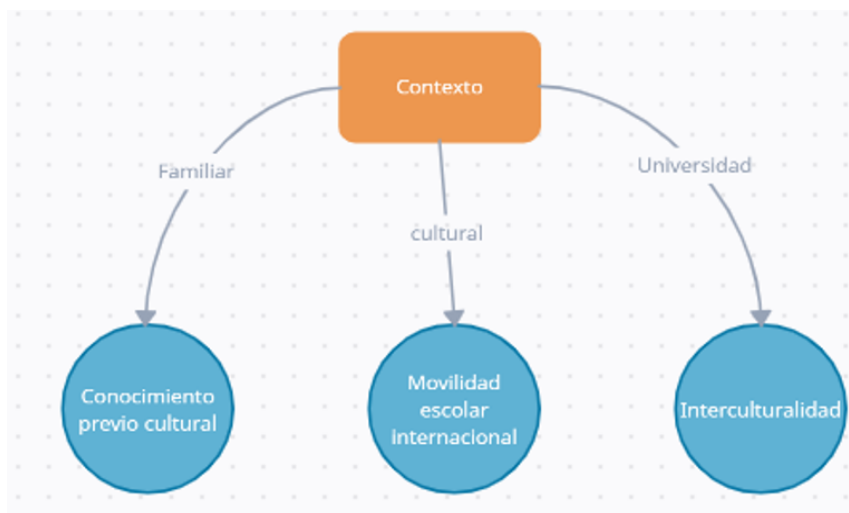 Contexto
Familiar
Universidad
cultural
Conocimiento
previo cultural
Movilidad
escolar
internacional
Interculturalidad